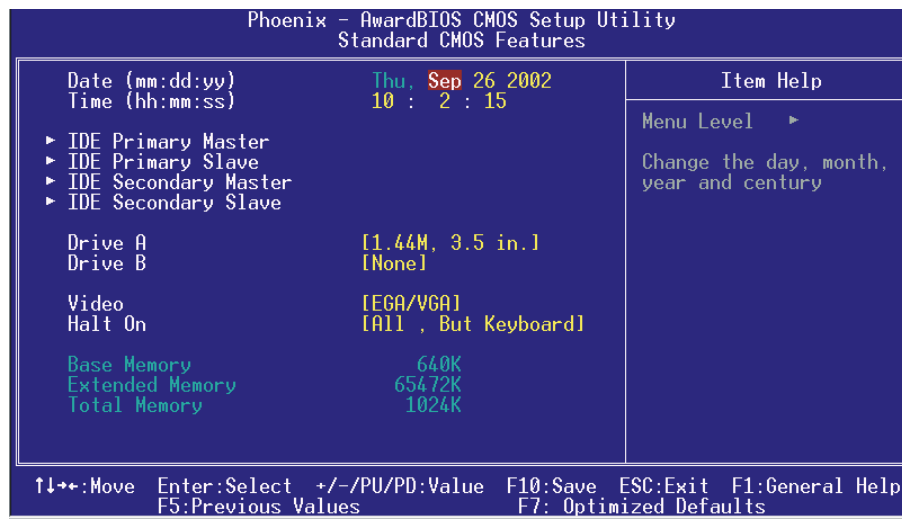 Phoenix - AwardBIOS CMOS Setup Utility
Standard CMOS Features
Date (mm:dd:yy) Thu, Sep 26 2002
Time (hh:mm:ss) 10 : 2 : 15
► IDE Primary Master
► IDE Primary Slave
► IDE Secondary Master
► IDE Secondary Slave
Drive A [1.44M, 3.5 in.]
Drive B [None]
Video [EGA/VGA]
Halt On [All , But Keyboard]
Base Memory 640K
Extended Memory 65472K
Total Memory 1024K
Item Help
Menu Level ►
Change the day, month,
year and century
↑↓→←:Move Enter:Select +/-/PU/PD:Value F10:Save ESC:Exit F1:General Help
F5:Previous Values F7: Optimized Defaults